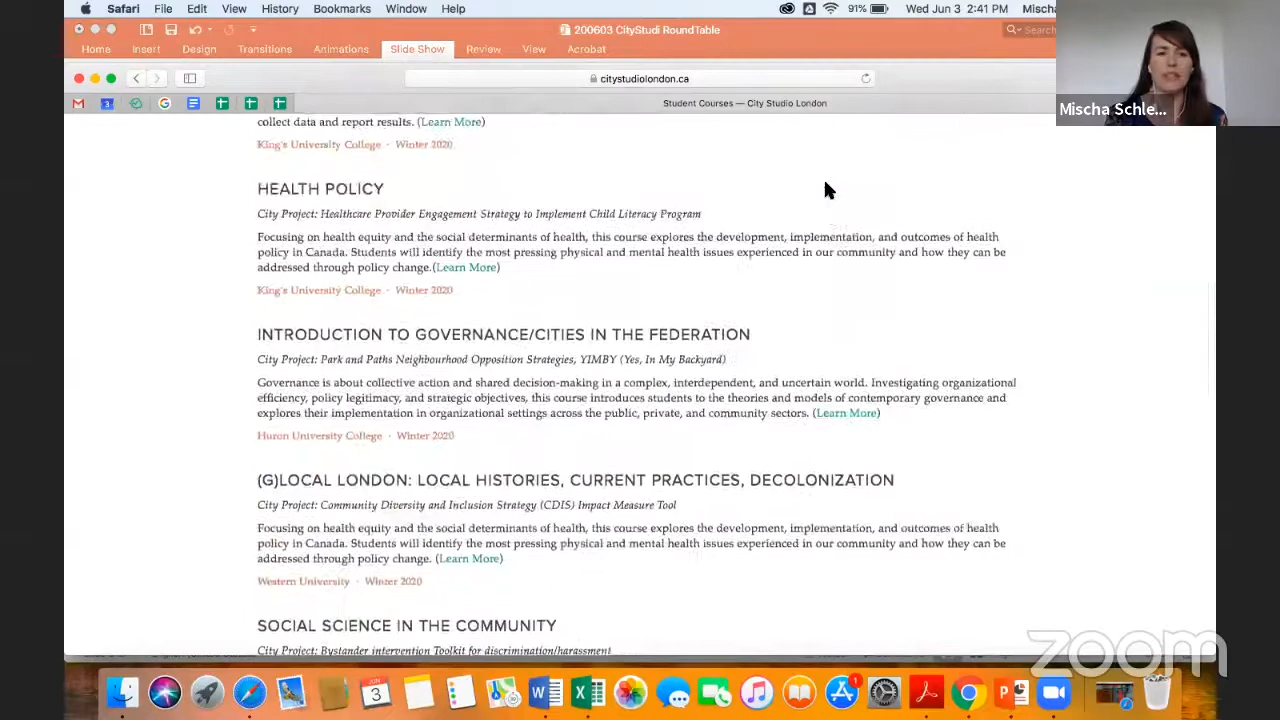 Safari File Edit View History Bookmarks Window Help 91% Wed Jun 3 2:41 PM Mischa
200603 CityStudi RoundTable
Home Insert Design Transitions Animations Slide Show Review View Acrobat Search
citystudiolondon.ca
Student Courses — City Studio London
Mischa Schle...
collect data and report results. (Learn More)
King's University College · Winter 2020
HEALTH POLICY
City Project: Healthcare Provider Engagement Strategy to Implement Child Literacy Program
Focusing on health equity and the social determinants of health, this course explores the development, implementation, and outcomes of health
policy in Canada. Students will identify the most pressing physical and mental health issues experienced in our community and how they can be
addressed through policy change.(Learn More)
King's University College · Winter 2020
INTRODUCTION TO GOVERNANCE/CITIES IN THE FEDERATION
City Project: Park and Paths Neighbourhood Opposition Strategies, YIMBY (Yes, In My Backyard)
Governance is about collective action and shared decision-making in a complex, interdependent, and uncertain world. Investigating organizational
efficiency, policy legitimacy, and strategic objectives, this course introduces students to the theories and models of contemporary governance and
explores their implementation in organizational settings across the public, private, and community sectors. (Learn More)
Huron University College · Winter 2020
(G)LOCAL LONDON: LOCAL HISTORIES, CURRENT PRACTICES, DECOLONIZATION
City Project: Community Diversity and Inclusion Strategy (CDIS) Impact Measure Tool
Focusing on health equity and the social determinants of health, this course explores the development, implementation, and outcomes of health
policy in Canada. Students will identify the most pressing physical and mental health issues experienced in our community and how they can be
addressed through policy change. (Learn More)
Western University · Winter 2020
SOCIAL SCIENCE IN THE COMMUNITY
City Project: Bystander intervention Toolkit for discrimination/harassment
zoom